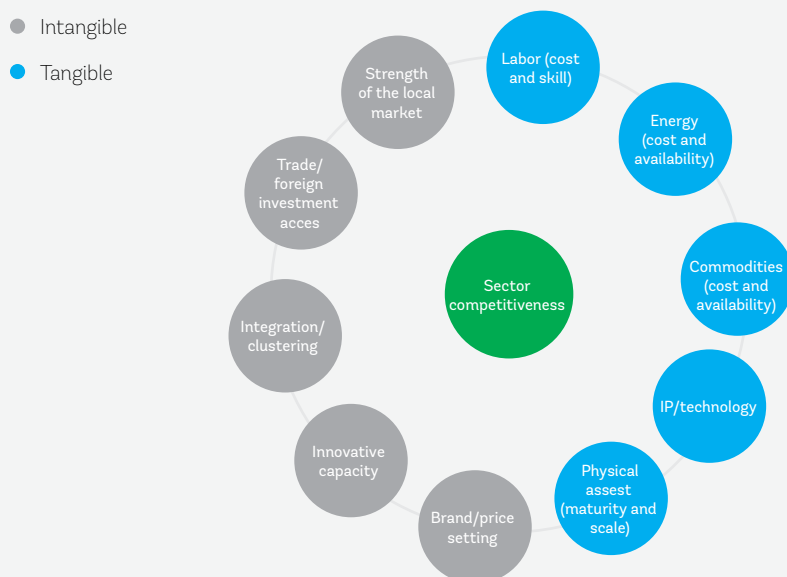 Intangible
Tangible
Strength
of the local
market
Labor (cost
and skill)
Energy
(cost and
availability)
Trade/
foreign
investment
acces
Commodities
(cost and
availability)
Sector
competitiveness
Integration/
clustering
IP/technology
Innovative
capacity
Physical
assest
(maturity and
scale)
Brand/price
setting